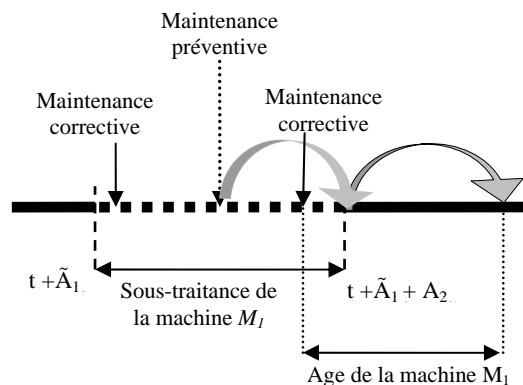 Maintenance
préventive
Maintenance
corrective
Maintenance
corrective
t +Ã₁
Sous-traitance de
la machine M₁
t +Ã₁ + A₂
Age de la machine M₁